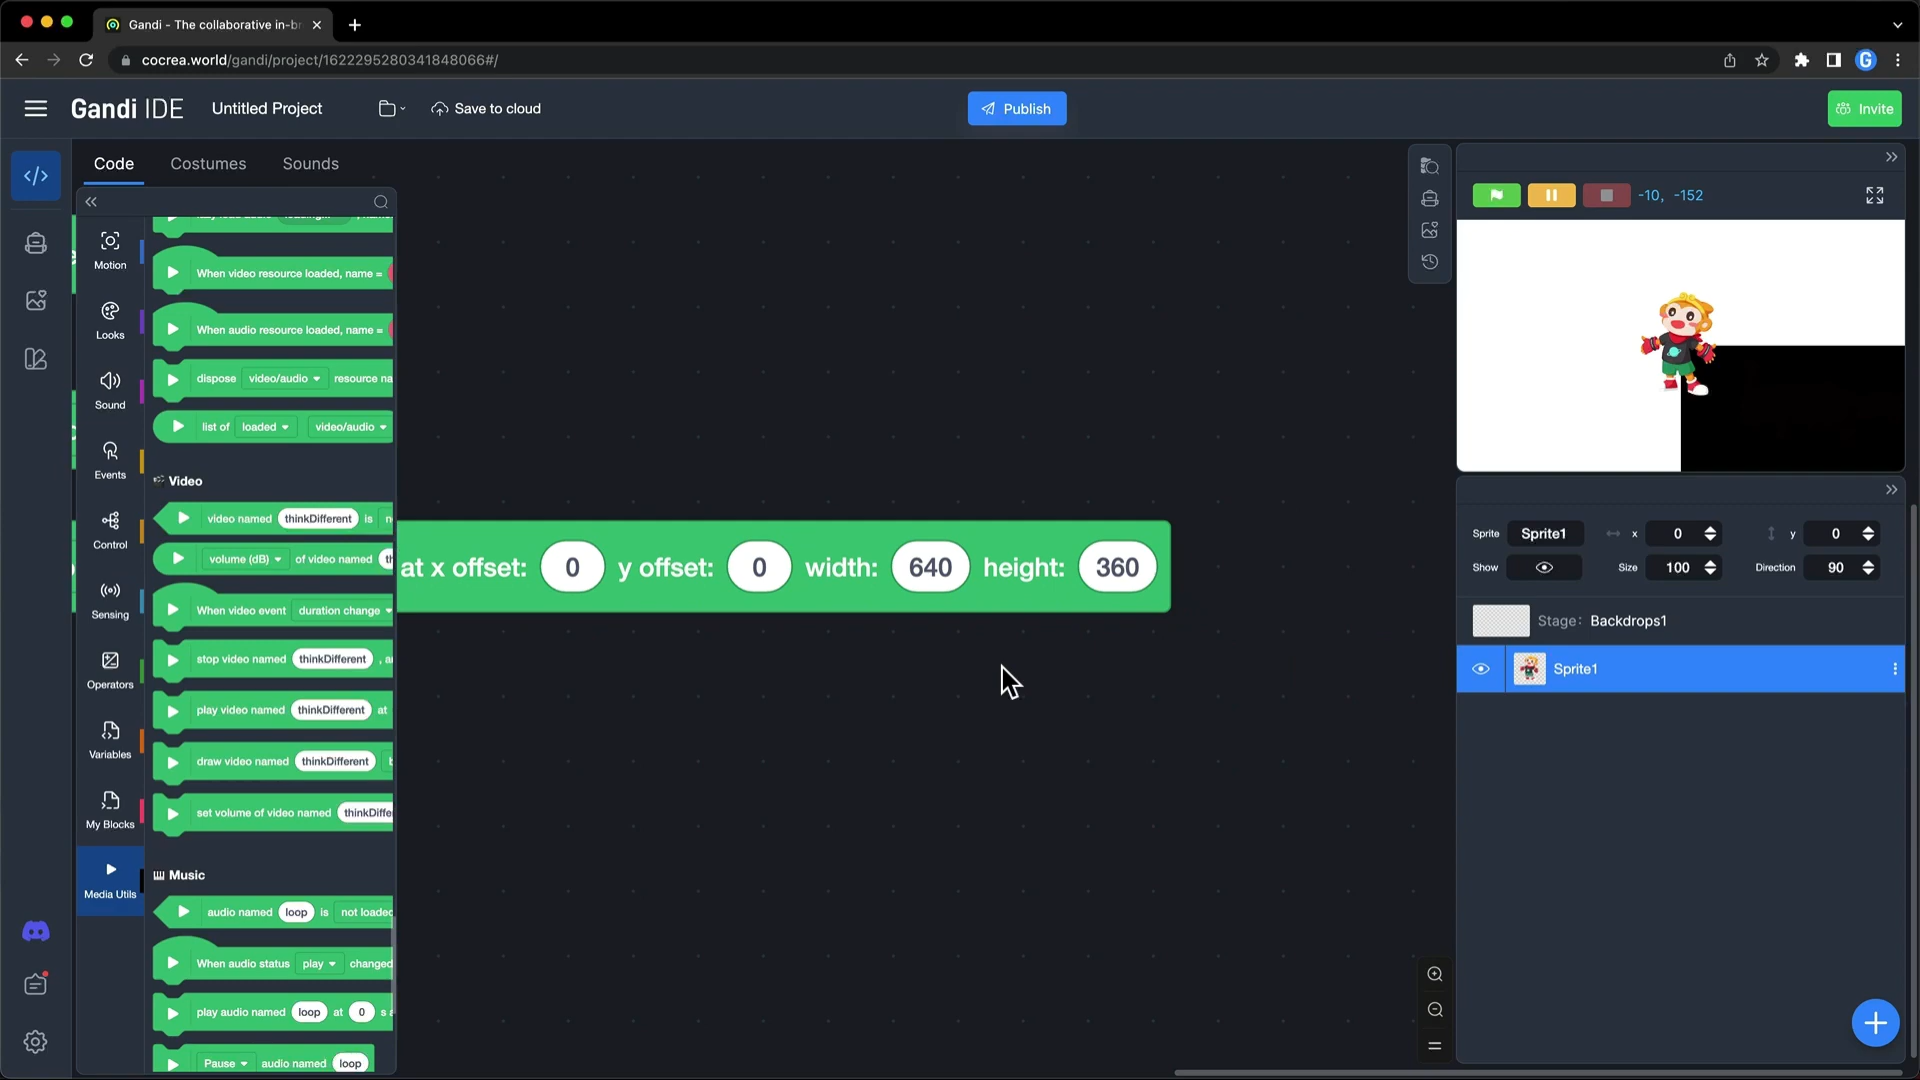 Gandi - The collaborative in-br
cocrea.world/gandi/project/1622295280341848066#/
G
Gandi IDE
Untitled Project
Save to cloud
Publish
Invite
Code
Costumes
Sounds
-10, -152
Motion
Looks
Sound
Events
Control
Sensing
Operators
Variables
My Blocks
Media Utils
When video resource loaded, name =
When audio resource loaded, name =
dispose video/audio resource na
list of loaded video/audio
Video
video named thinkDifferent is n
volume (dB) of video named th
When video event duration change
stop video named thinkDifferent , a
play video named thinkDifferent at
draw video named thinkDifferent
set volume of video named thinkDiffe
Music
audio named loop is not loaded
When audio status play changed
play audio named loop at 0 s a
Pause audio named loop
at x offset: 0 y offset: 0 width: 640 height: 360
Sprite Sprite1 x 0 y 0
Show Size 100 Direction 90
Stage: Backdrops1
Sprite1